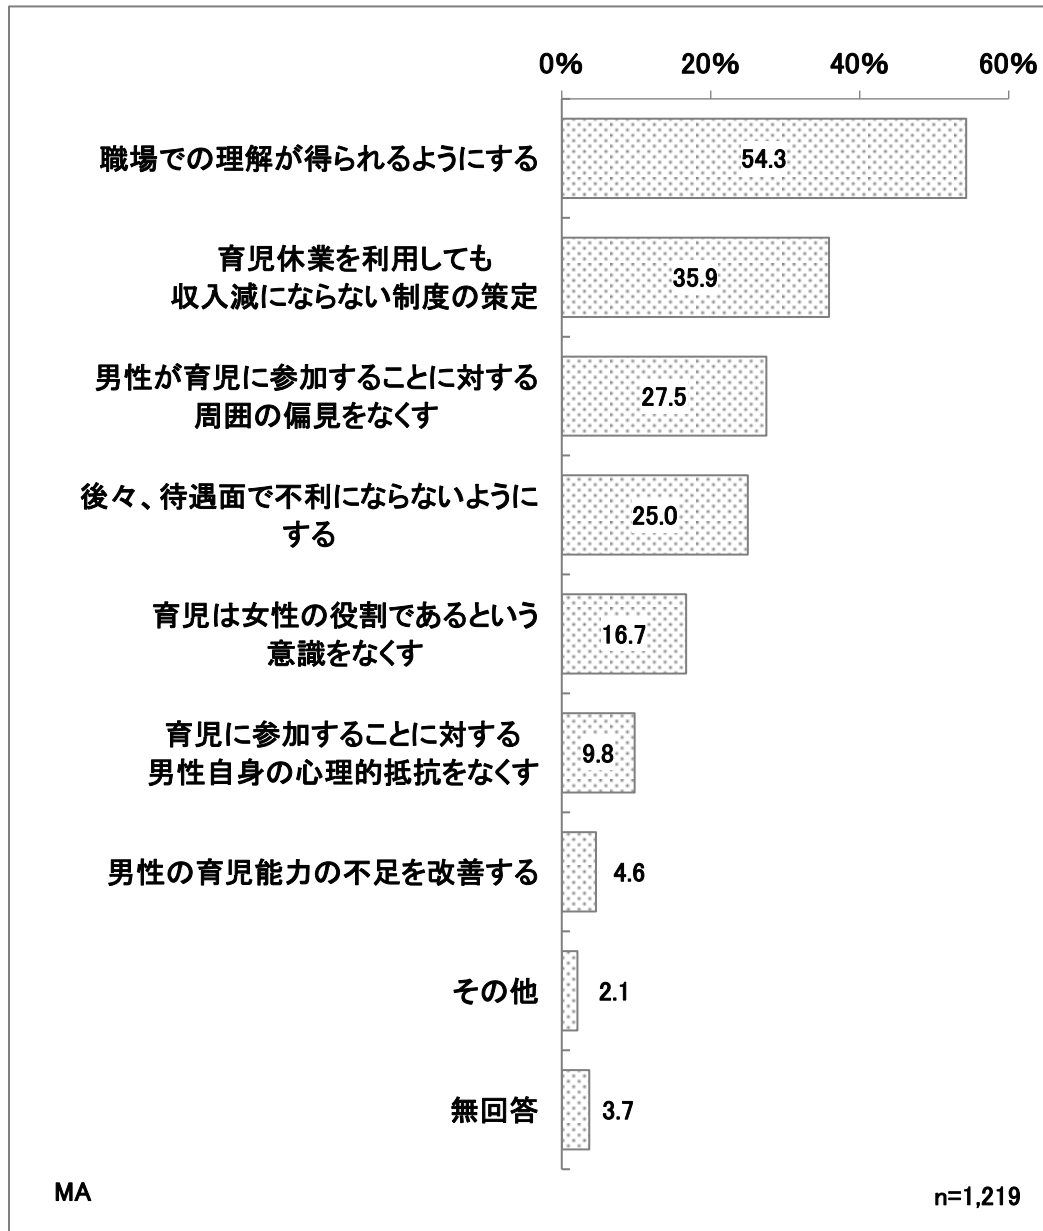 0% 20% 40% 60%
職場での理解が得られるようにする
54.3
育児休業を利用しても
収入減にならない制度の策定
35.9
男性が育児に参加することに対する
周囲の偏見をなくす
27.5
後々、待遇面で不利にならないように
する
25.0
育児は女性の役割であるという
意識をなくす
16.7
育児に参加することに対する
男性自身の心理的抵抗をなくす
9.8
男性の育児能力の不足を改善する
4.6
その他
2.1
無回答
3.7
MA
n=1,219